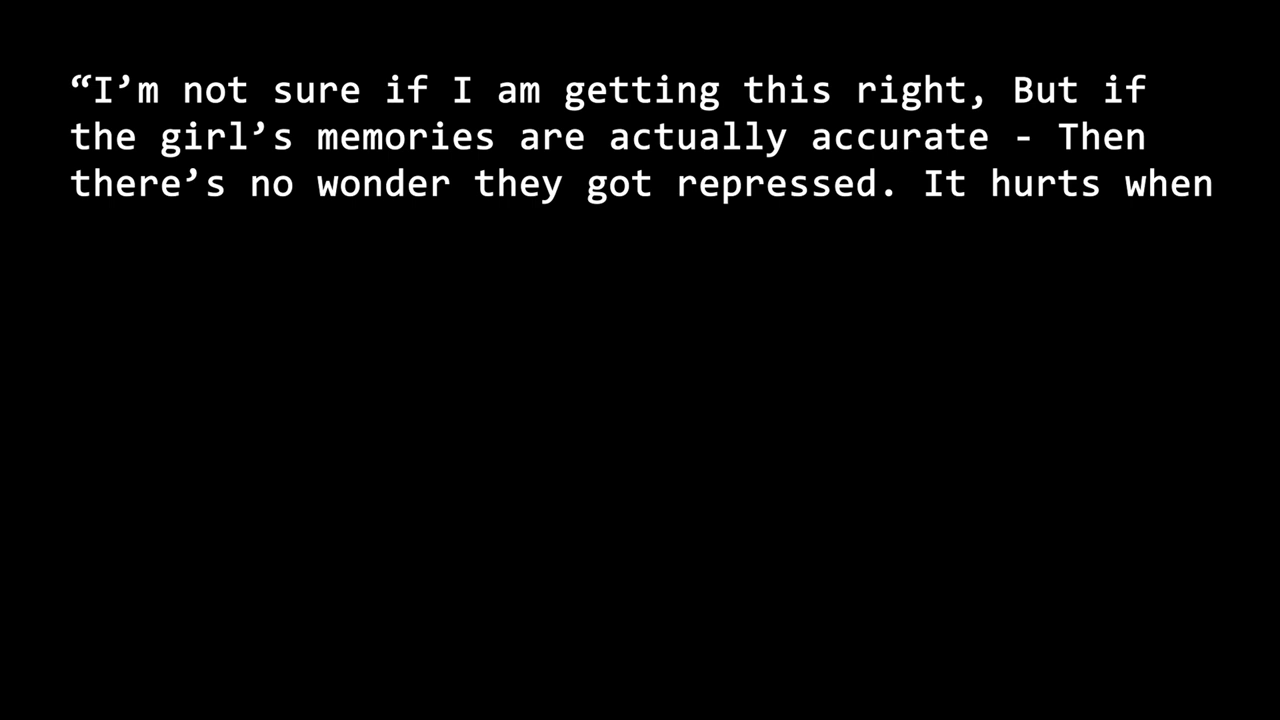 “I’m not sure if I am getting this right, But if
the girl’s memories are actually accurate - Then
there’s no wonder they got repressed. It hurts when